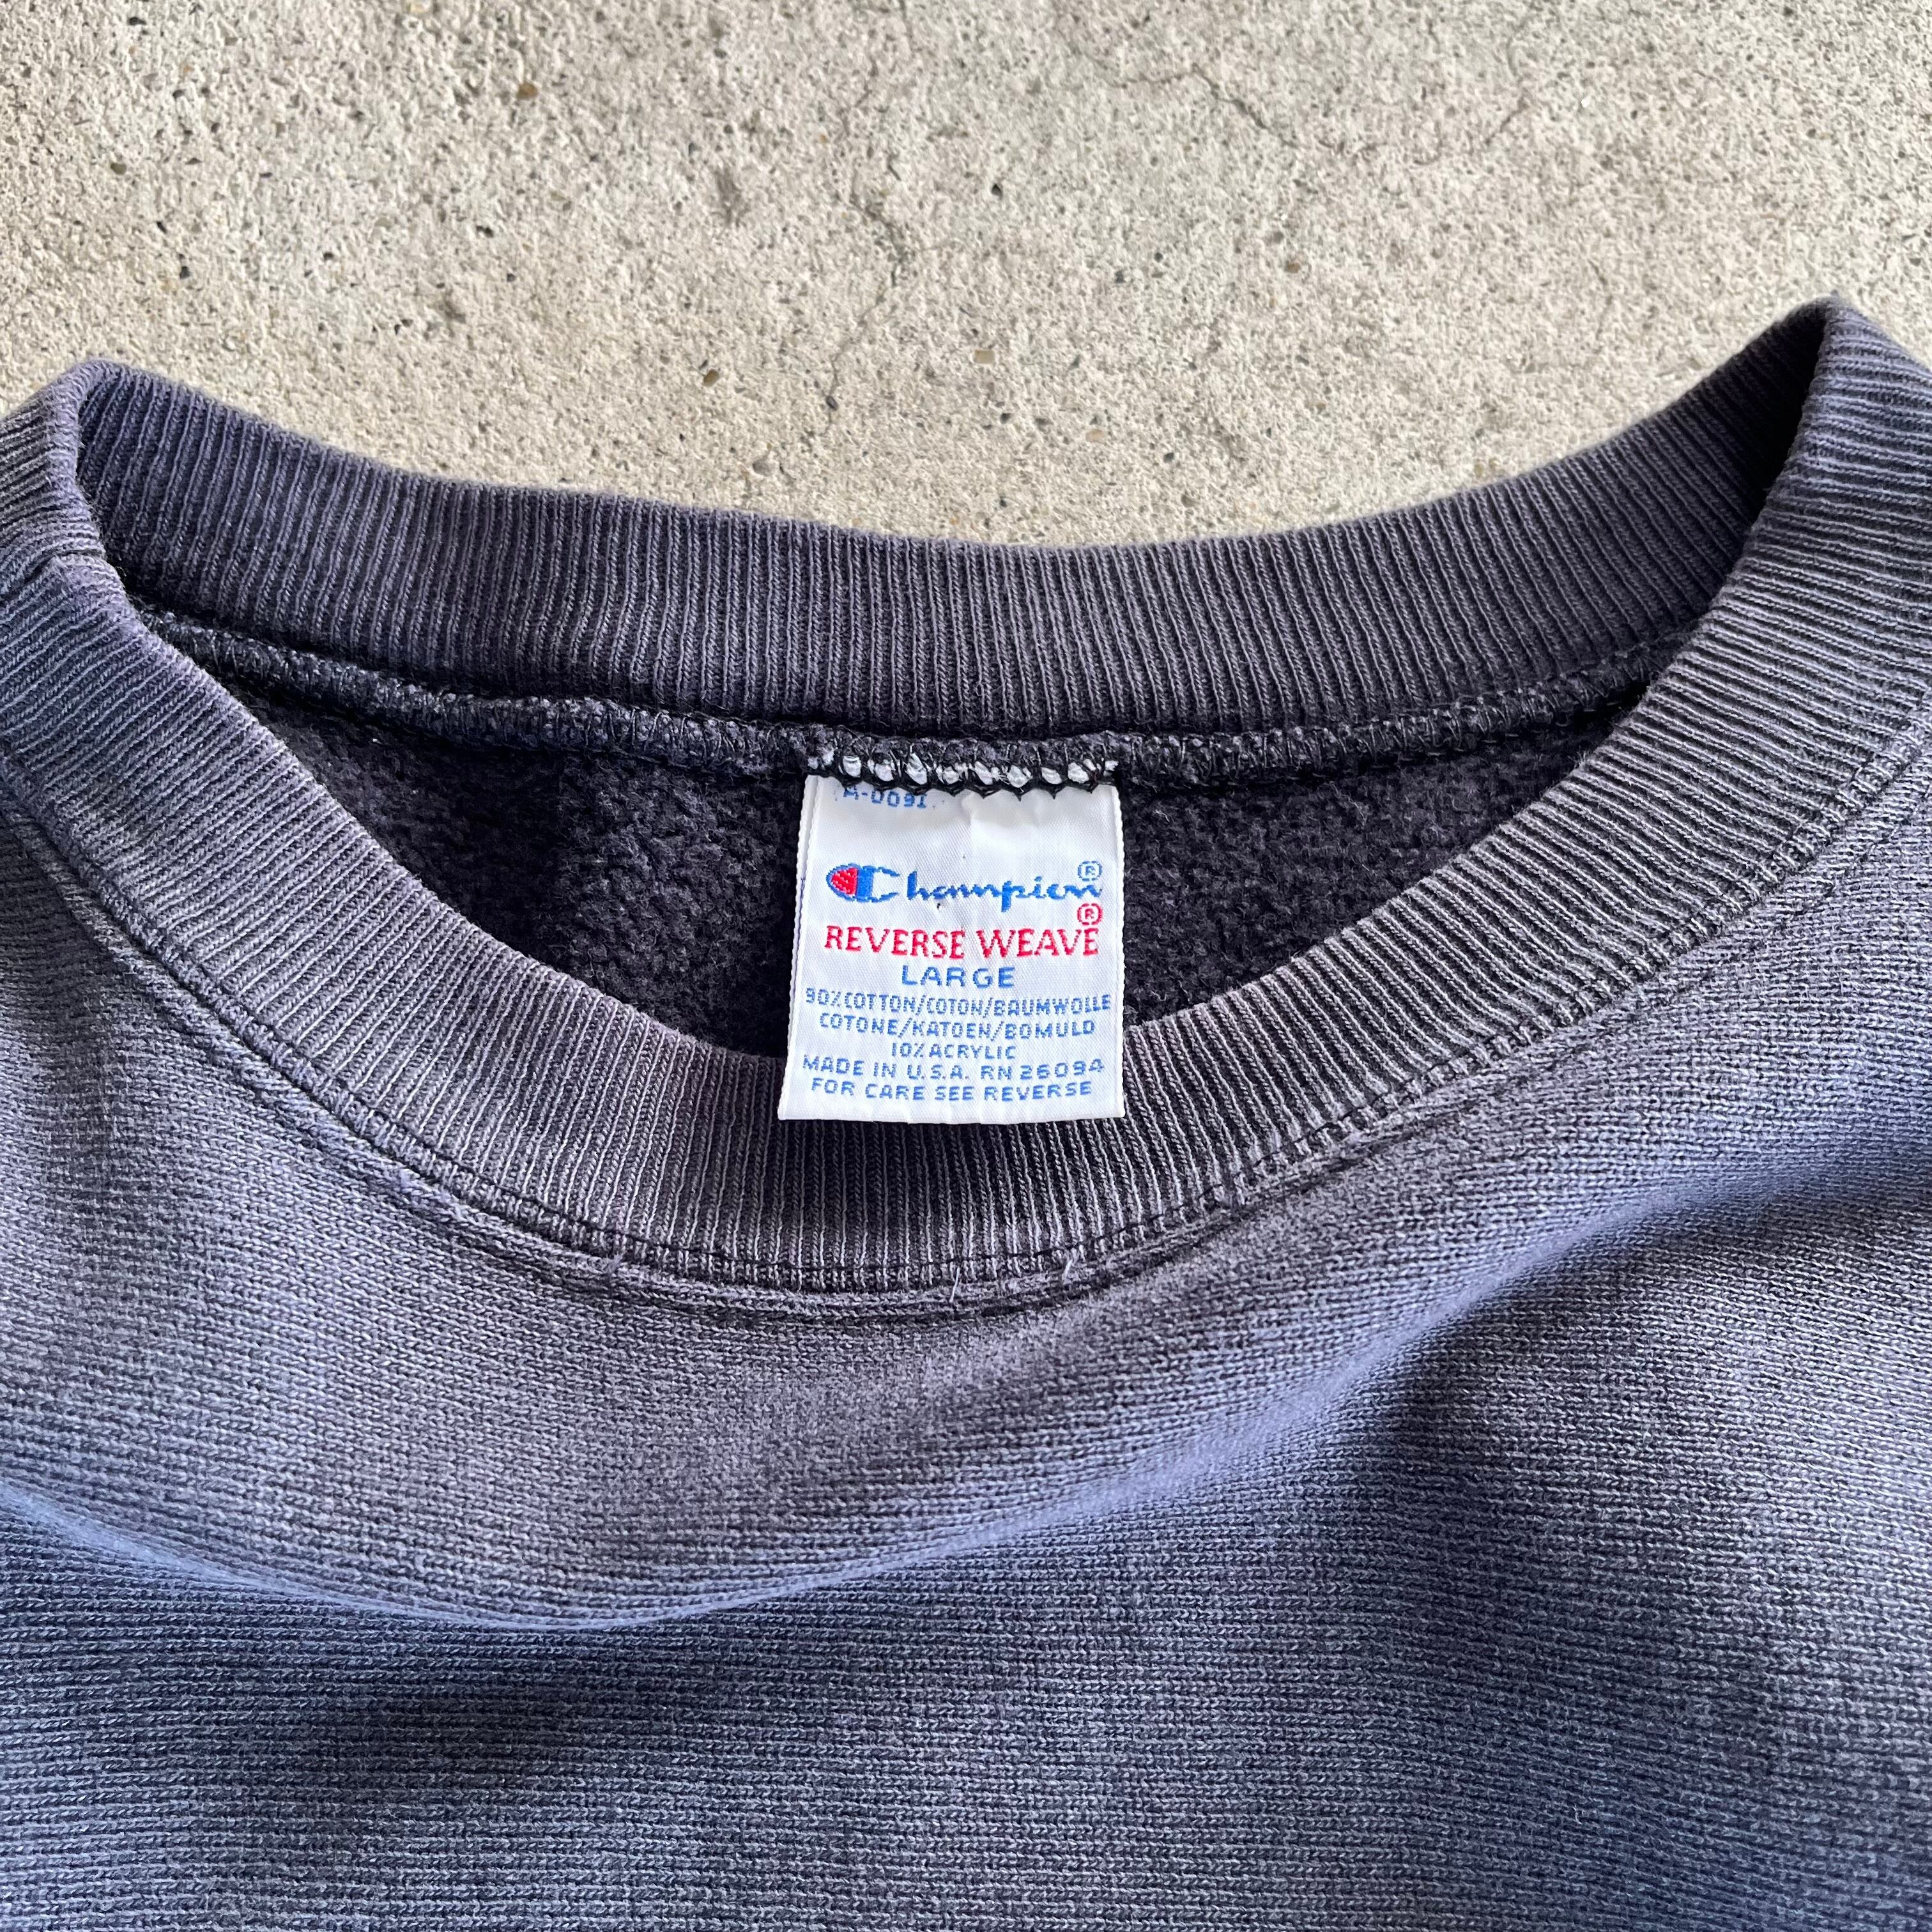 A-0091
Champion®
®
REVERSE WEAVE
LARGE
90% COTTON/COTON/BAUMWOLLE
COTONE/KATOEN/BOMULD
10% ACRYLIC
MADE IN U.S.A. RN 26094
FOR CARE SEE REVERSE